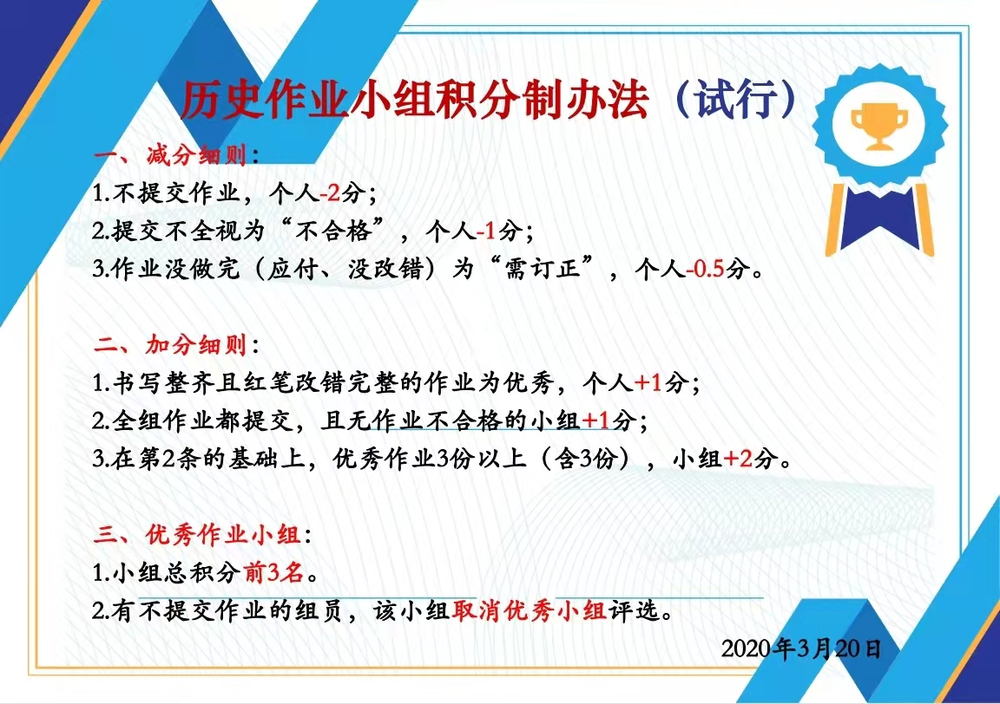 历史作业小组积分制办法（试行）
一、减分细则：
1.不提交作业，个人-2分；
2.提交不全视为“不合格”，个人-1分；
3.作业没做完（应付、没改错）为“需订正”，个人-0.5分。
二、加分细则：
1.书写整齐且红笔改错完整的作业为优秀，个人+1分；
2.全组作业都提交，且无作业不合格的小组+1分；
3.在第2条的基础上，优秀作业3份以上（含3份），小组+2分。
三、优秀作业小组：
1.小组总积分前3名。
2.有不提交作业的组员，该小组取消优秀小组评选。
2020年3月20日